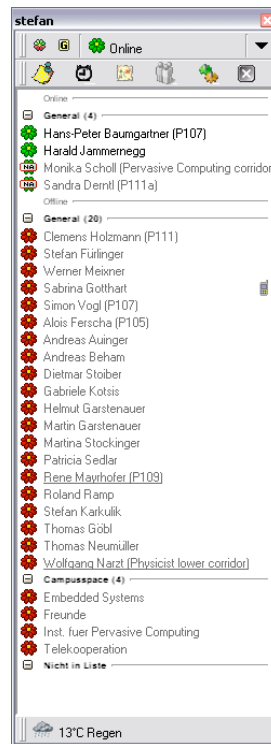 stefan
G Online
Online
General (4)
Hans-Peter Baumgartner (P107)
Harald Jammernegg
NA Monika Scholl (Pervasive Computing corridor
NA Sandra Derntl (P111a)
Offline
General (20)
Clemens Holzmann (P111)
Stefan Fürlinger
Werner Meixner
Sabrina Gotthart
Simon Vogl (P107)
Alois Ferscha (P105)
Andreas Auinger
Andreas Beham
Dietmar Stoiber
Gabriele Kotsis
Helmut Garstenauer
Martin Garstenauer
Martina Stockinger
Patricia Sedlar
Rene Mayrhofer (P109)
Roland Ramp
Stefan Karkulik
Thomas Göbl
Thomas Neumüller
Wolfgang Narzt (Physicist lower corridor)
Campusspace (4)
Embedded Systems
Freunde
Inst. fuer Pervasive Computing
Telekooperation
Nicht in Liste
13°C Regen